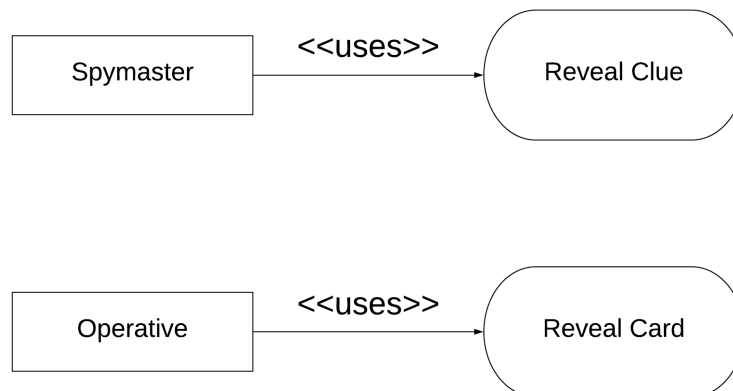 <<uses>>
Spymaster
Reveal Clue
<<uses>>
Operative
Reveal Card